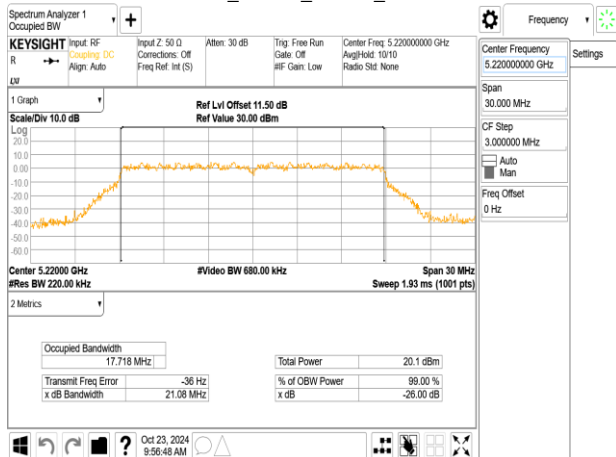 Spectrum Analyzer 1
Occupied BW
KEYSIGHT
R
Input: RF
Coupling: DC
Align: Auto
Input Z: 50 Ω
Corrections: Off
Freq Ref: Int (S)
Atten: 30 dB
Trig: Free Run
Gate: Off
#IF Gain: Low
Center Freq: 5.220000000 GHz
Avg|Hold: 10/10
Radio Std: None
1 Graph
Scale/Div 10.0 dB
Ref Lvl Offset 11.50 dB
Ref Value 30.00 dBm
Log
20.0
10.0
0.00
-10.0
-20.0
-30.0
-40.0
-50.0
-60.0
Center 5.22000 GHz
#Video BW 680.00 kHz
Span 30 MHz
#Res BW 220.00 kHz
Sweep 1.93 ms (1001 pts)
2 Metrics
Occupied Bandwidth
17.718 MHz
Total Power 20.1 dBm
Transmit Freq Error -36 Hz
% of OBW Power 99.00 %
x dB Bandwidth 21.08 MHz
x dB -26.00 dB
Oct 23, 2024
9:56:48 AM
Frequency
Center Frequency
5.220000000 GHz
Settings
Span
30.000 MHz
CF Step
3.000000 MHz
Auto
Man
Freq Offset
0 Hz